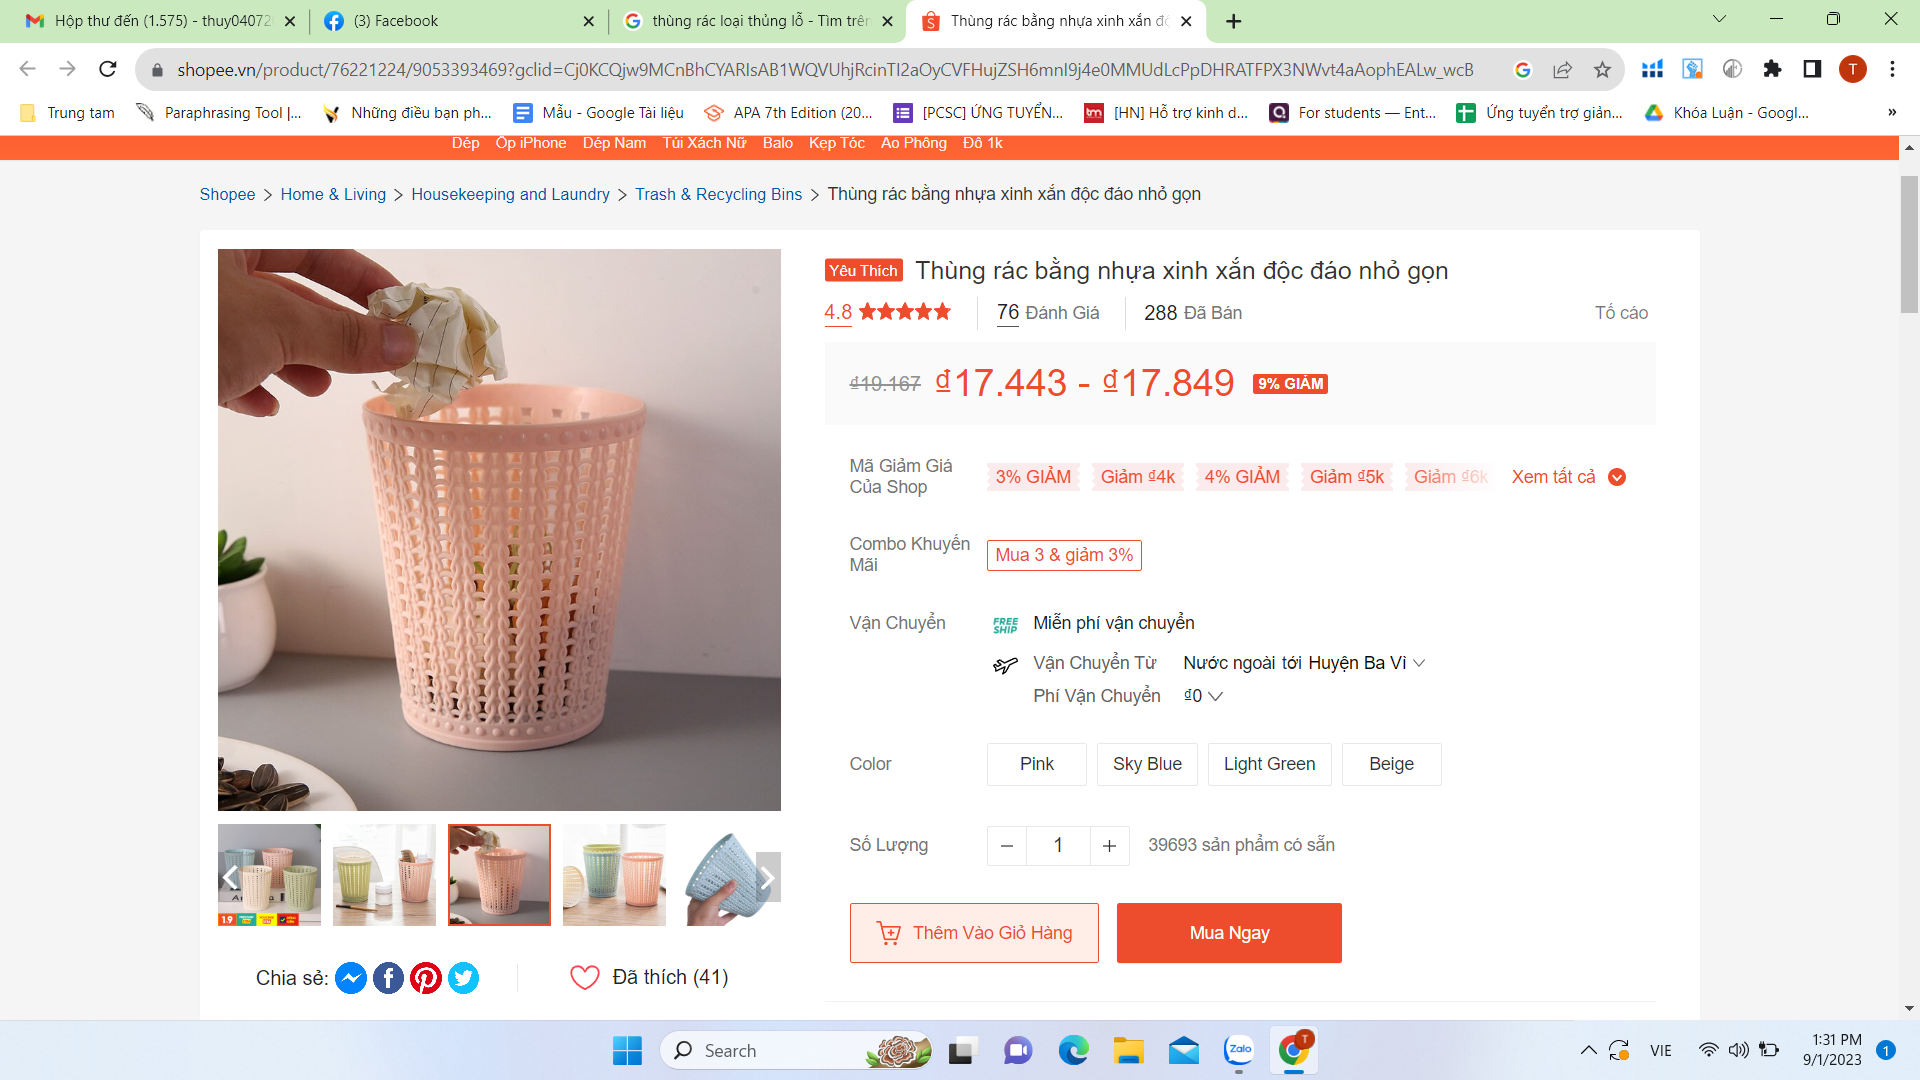 Hộp thư đến (1.575) - thuy04072
(3) Facebook
thùng rác loại thủng lỗ - Tìm trên
Thùng rác bằng nhựa xinh xắn độ
shopee.vn/product/76221224/9053393469?gclid=Cj0KCQjw9MCnBhCYARIsAB1WQVUhjRcinTI2aOyCVFHujZSH6mnI9j4e0MMUdLcPpDHRATFPX3NWvt4aAophEALw_wcB
T
Trung tam
Paraphrasing Tool |...
Những điều bạn ph...
Mẫu - Google Tài liệu
APA 7th Edition (20...
[PCSC] ỨNG TUYỂN...
[HN] Hỗ trợ kinh d...
For students — Ent...
Ứng tuyển trợ giản...
Khóa Luận - Googl...
»
Dép Ốp iPhone Dép Nam Túi Xách Nữ Balo Kẹp Tóc Áo Phông Đồ 1k
Shopee > Home & Living > Housekeeping and Laundry > Trash & Recycling Bins > Thùng rác bằng nhựa xinh xắn độc đáo nhỏ gọn
Yêu Thích Thùng rác bằng nhựa xinh xắn độc đáo nhỏ gọn
4.8 76 Đánh Giá 288 Đã Bán Tố cáo
₫19.167 ₫17.443 - ₫17.849 9% GIẢM
Mã Giảm Giá
Của Shop
3% GIẢM Giảm ₫4k 4% GIẢM Giảm ₫5k Giảm ₫6k Xem tất cả
Combo Khuyến
Mãi
Mua 3 & giảm 3%
Vận Chuyển
FREE
SHIP
Miễn phí vận chuyển
Vận Chuyển Từ Nước ngoài tới Huyện Ba Vì
Phí Vận Chuyển ₫0
Color Pink Sky Blue Light Green Beige
Số Lượng − 1 + 39693 sản phẩm có sẵn
Thêm Vào Giỏ Hàng Mua Ngay
1.9
Chia sẻ: Đã thích (41)
Search
Zalo
T
VIE
1:31 PM
9/1/2023
1